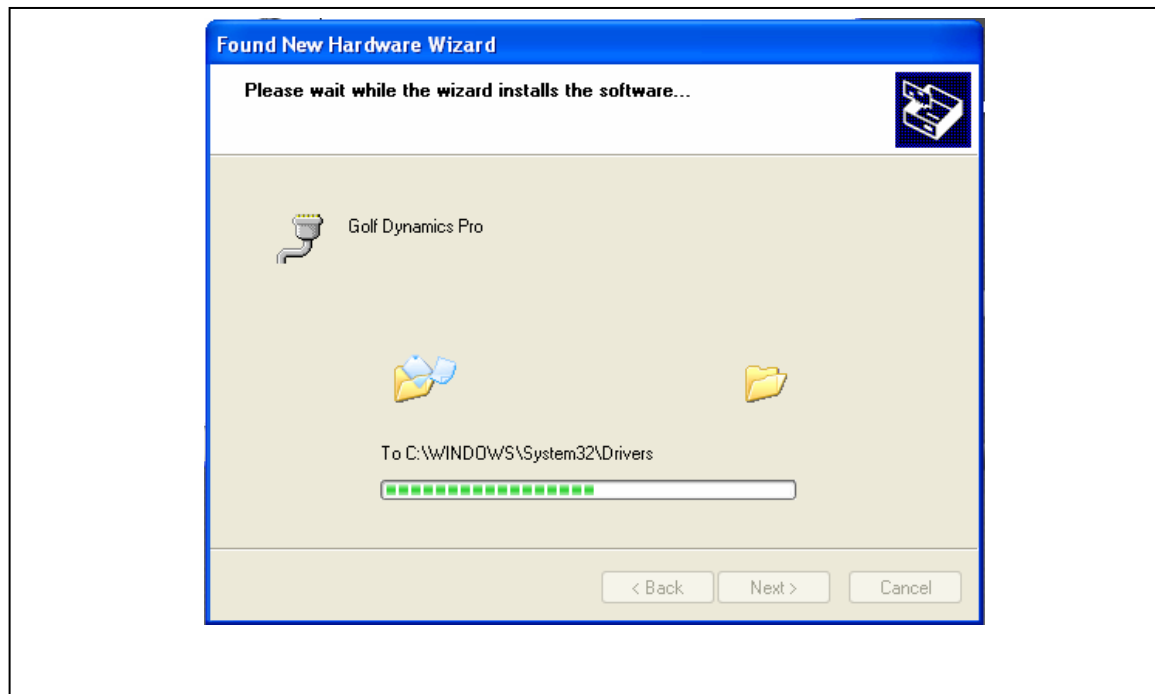 Found New Hardware Wizard
Please wait while the wizard installs the software...
Golf Dynamics Pro
To C:\WINDOWS\System32\Drivers
< Back Next > Cancel